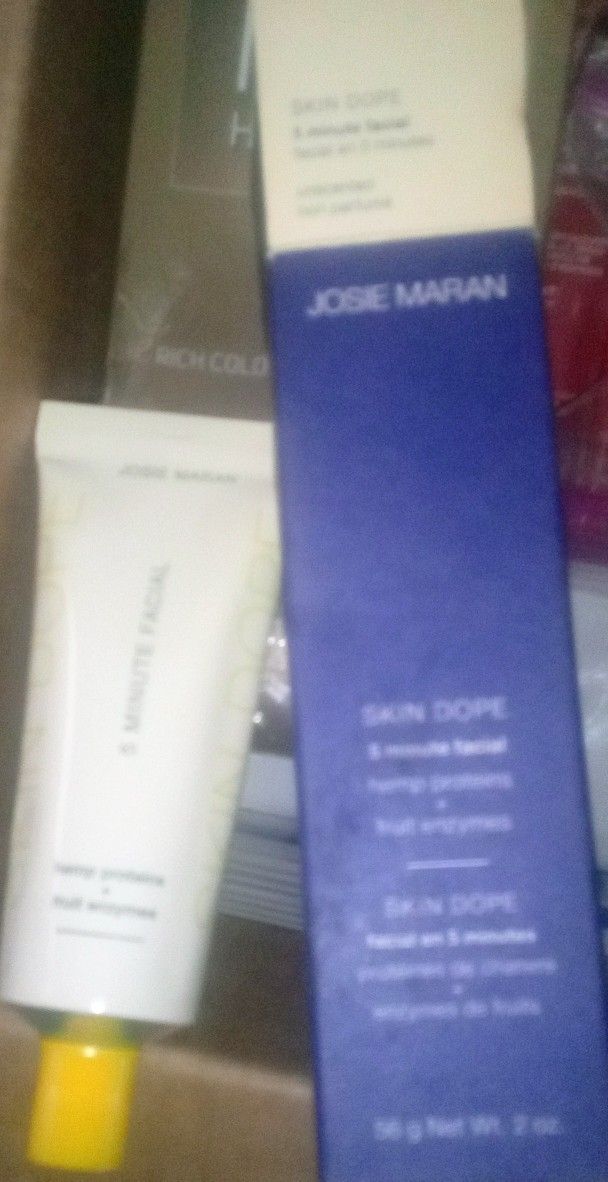 SKIN DOPE
5 minute facial
facial en 5 minutes
unscented
non parfumé
JOSIE MARAN
SKIN DOPE
5 minute facial
hemp proteins
+
fruit enzymes
SKIN DOPE
facial en 5 minutes
protéines de chanvre
+
enzymes de fruits
56 g Net Wt. 2 oz.
JOSIE MARAN
5 MINUTE FACIAL
hemp proteins
+
fruit enzymes
RICH COLO
H